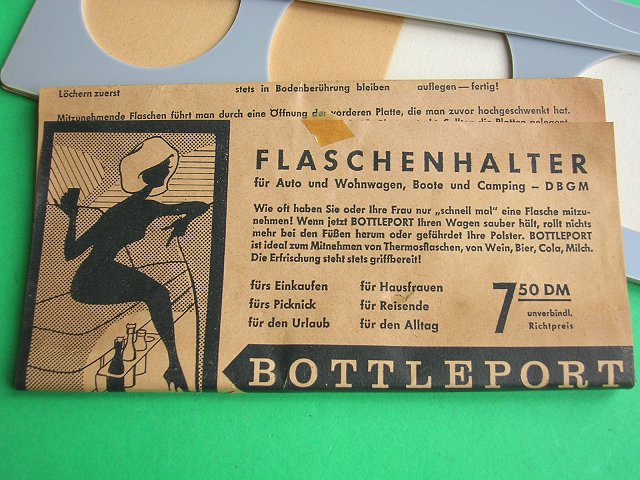 Löchern zuerst stets in Bodenberührung bleiben auflegen — fertig!
Mitzunehmende Flaschen führt man durch eine Öffnung der vorderen Platte, die man zuvor hochgeschwenkt hat.
FLASCHENHALTER
für Auto und Wohnwagen, Boote und Camping – DBGM
Wie oft haben Sie oder Ihre Frau nur „schnell mal" eine Flasche mitzu-
nehmen! Wenn jetzt BOTTLEPORT Ihren Wagen sauber hält, rollt nichts
mehr bei den Füßen herum oder gefährdet Ihr Polster. BOTTLEPORT
ist ideal zum Mitnehmen von Thermosflaschen, von Wein, Bier, Cola, Milch.
Die Erfrischung steht stets griffbereit!
fürs Einkaufen für Hausfrauen
fürs Picknick für Reisende
für den Urlaub für den Alltag
7 50 DM
unverbindl.
Richtpreis
BOTTLEPORT